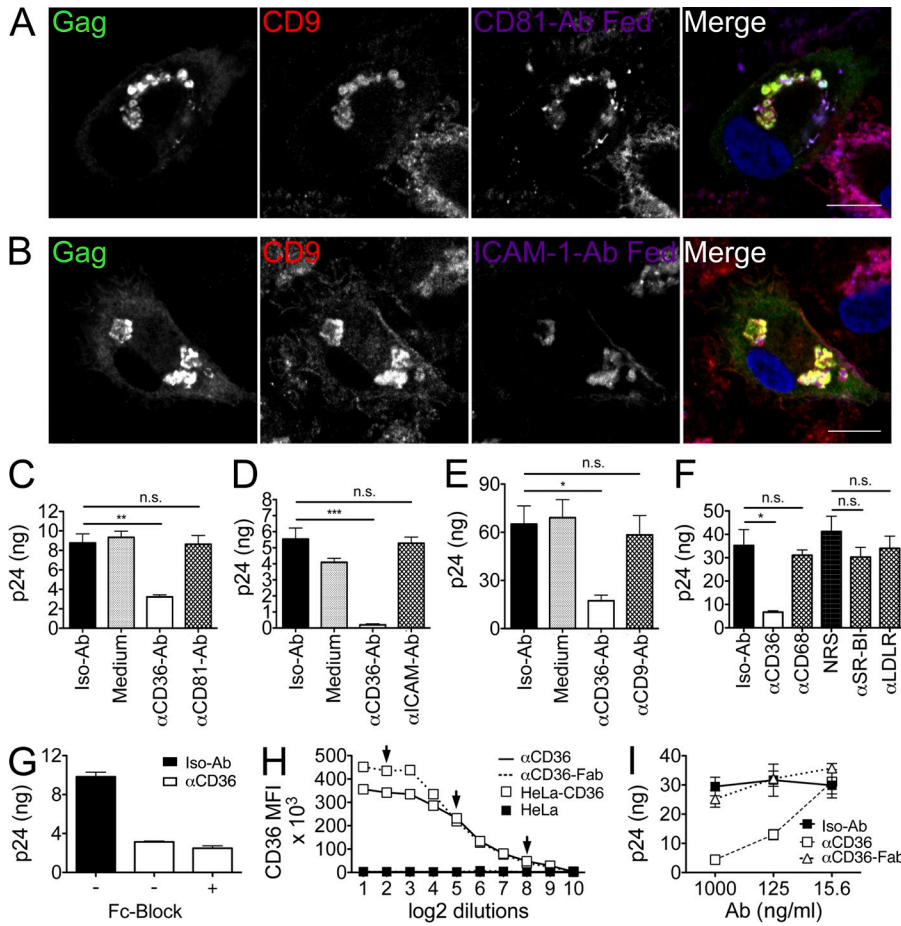 A Gag CD9 CD81-Ab Fed Merge
B Gag CD9 ICAM-1-Ab Fed Merge
C
n.s.
**
p24 (ng)
12
10
8
6
4
2
0
Iso-Ab
Medium
αCD36-Ab
αCD81-Ab
D
n.s.
***
p24 (ng)
8
7
6
5
4
3
2
1
0
Iso-Ab
Medium
αCD36-Ab
αICAM-Ab
E
n.s.
*
p24 (ng)
90
60
30
0
Iso-Ab
Medium
αCD36-Ab
αCD9-Ab
F
n.s.
n.s.
n.s.
*
p24 (ng)
50
40
30
20
10
0
Iso-Ab
αCD36
αCD68
NRS
αSR-BI
αLDLR
G
Iso-Ab
αCD36
p24 (ng)
12
8
4
0
- - +
Fc-Block
H
αCD36
αCD36-Fab
HeLa-CD36
HeLa
CD36 MFI
x 10³
500
400
300
200
100
0
1 2 3 4 5 6 7 8 9 10
log2 dilutions
I
p24 (ng)
40
30
20
10
0
Iso-Ab
αCD36
αCD36-Fab
1000 125 15.6
Ab (ng/ml)